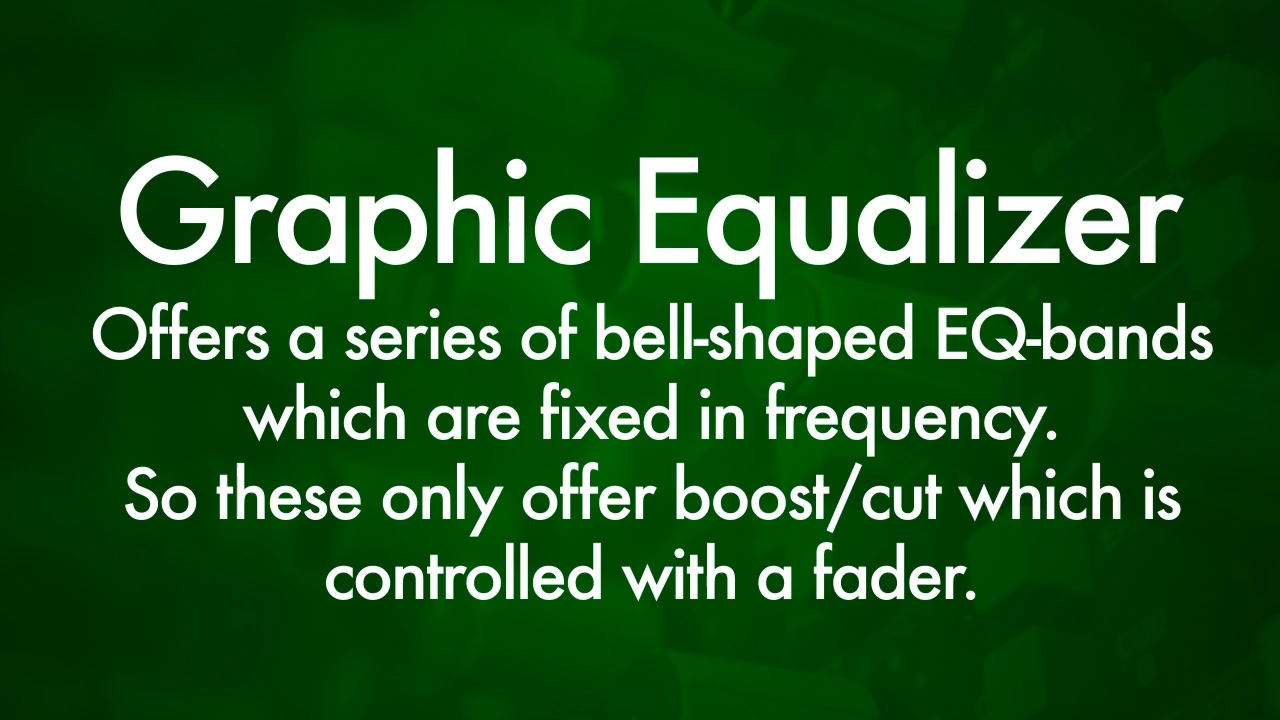 Graphic Equalizer
Offers a series of bell-shaped EQ-bands
which are fixed in frequency.
So these only offer boost/cut which is
controlled with a fader.